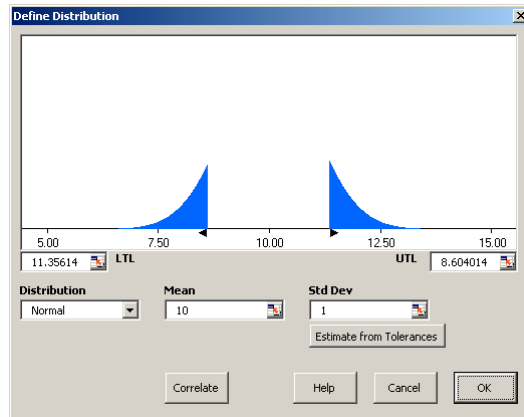 Define Distribution
5.00 7.50 10.00 12.50 15.00
11.35614 LTL UTL 8.604014
Distribution Mean Std Dev
Normal 10 1
Estimate from Tolerances
Correlate Help Cancel OK